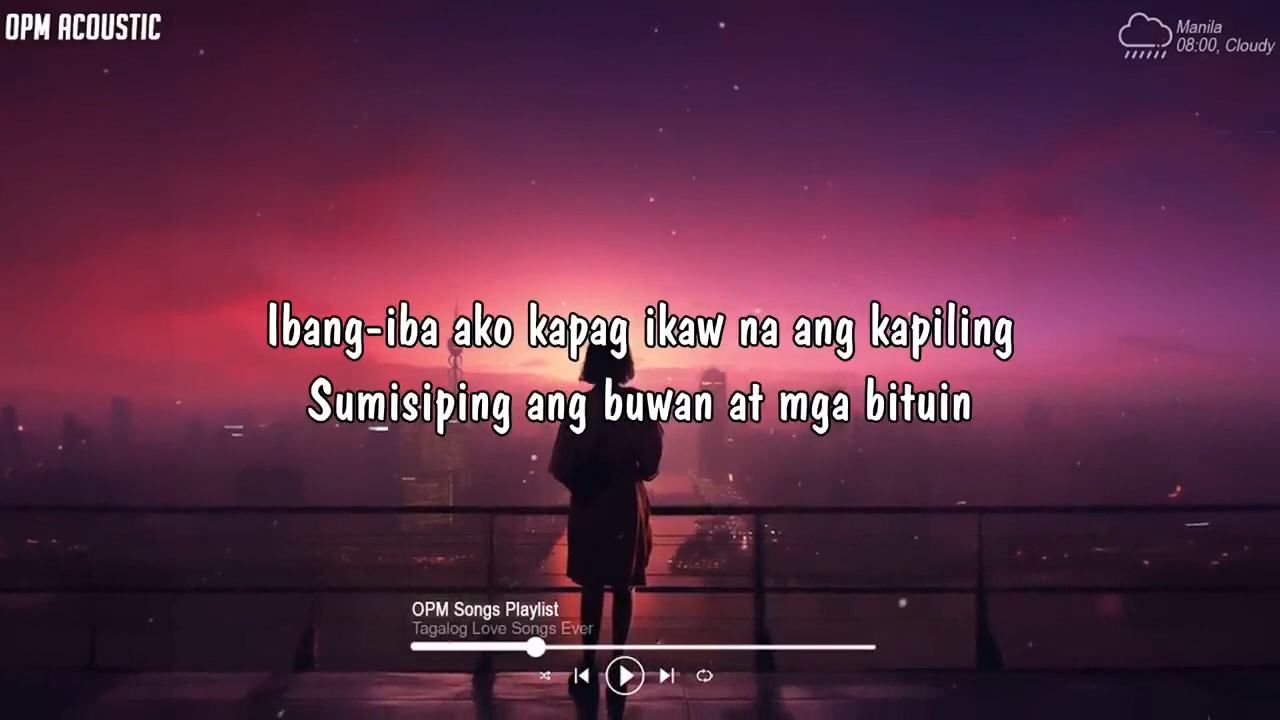 OPM ACOUSTIC
Manila
08:00, Cloudy
Ibang-iba ako kapag ikaw na ang kapiling
Sumisiping ang buwan at mga bituin
OPM Songs Playlist
Tagalog Love Songs Ever